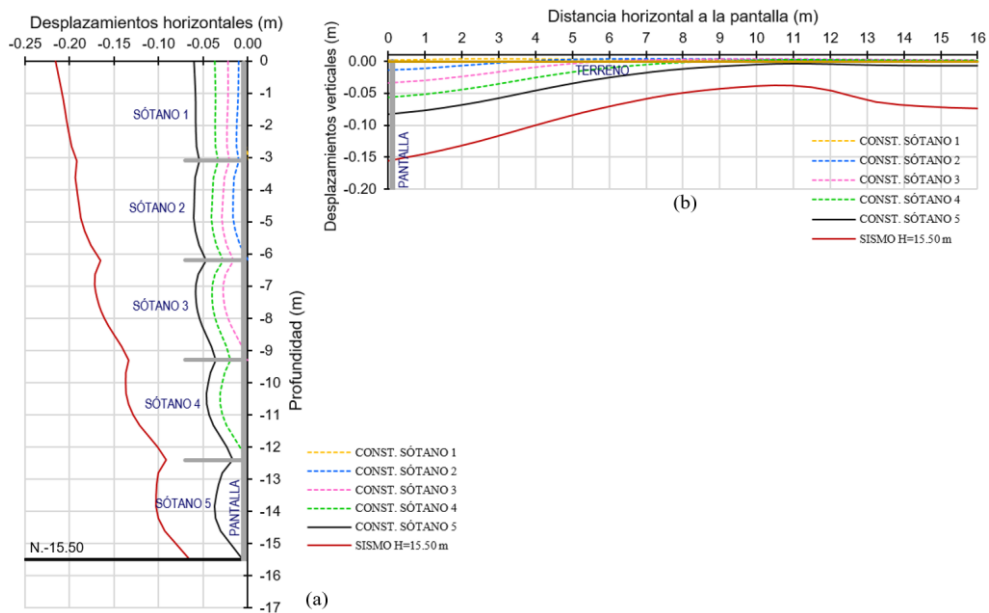 Desplazamientos horizontales (m)
-0.25 -0.20 -0.15 -0.10 -0.05 0.00
0
-1
-2
-3
-4
-5
-6
-7
-8
-9
-10
-11
-12
-13
-14
-15
-16
-17
Profundidad (m)
SÓTANO 1
SÓTANO 2
SÓTANO 3
SÓTANO 4
SÓTANO 5
PANTALLA
N.-15.50
CONST. SÓTANO 1
CONST. SÓTANO 2
CONST. SÓTANO 3
CONST. SÓTANO 4
CONST. SÓTANO 5
SISMO H=15.50 m
(a)
Distancia horizontal a la pantalla (m)
0 1 2 3 4 5 6 7 8 9 10 11 12 13 14 15 16
Desplazamientos verticales (m)
0.00
-0.05
-0.10
-0.15
-0.20
TERRENO
PANTALLA
CONST. SÓTANO 1
CONST. SÓTANO 2
CONST. SÓTANO 3
CONST. SÓTANO 4
CONST. SÓTANO 5
SISMO H=15.50 m
(b)